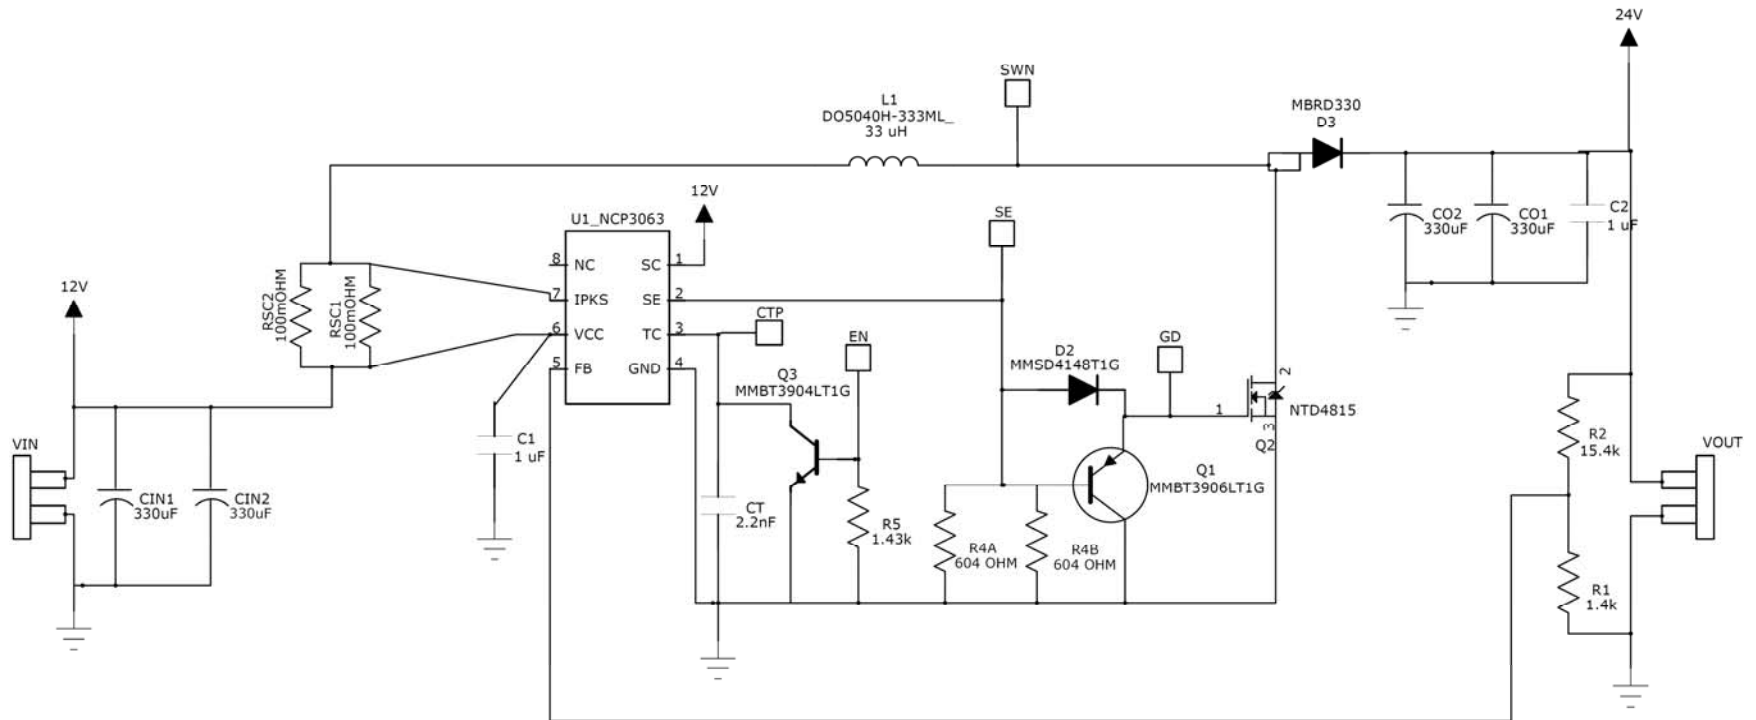 24V
SWN
L1
DO5040H-333ML_
33 uH
MBRD330
D3
12V
U1_NCP3063
SE
CO2
330uF
CO1
330uF
C2
1 uF
8 NC SC 1
7 IPKS SE 2
6 VCC TC 3
5 FB GND 4
12V
RSC2
100mOHM
RSC1
100mOHM
CTP
EN
GD
D2
MMSD4148T1G
Q3
MMBT3904LT1G
2
1
3
NTD4815
Q2
VIN
C1
1 uF
R2
15.4k
VOUT
Q1
MMBT3906LT1G
CIN1
330uF
CIN2
330uF
CT
2.2nF
R5
1.43k
R4A
604 OHM
R4B
604 OHM
R1
1.4k